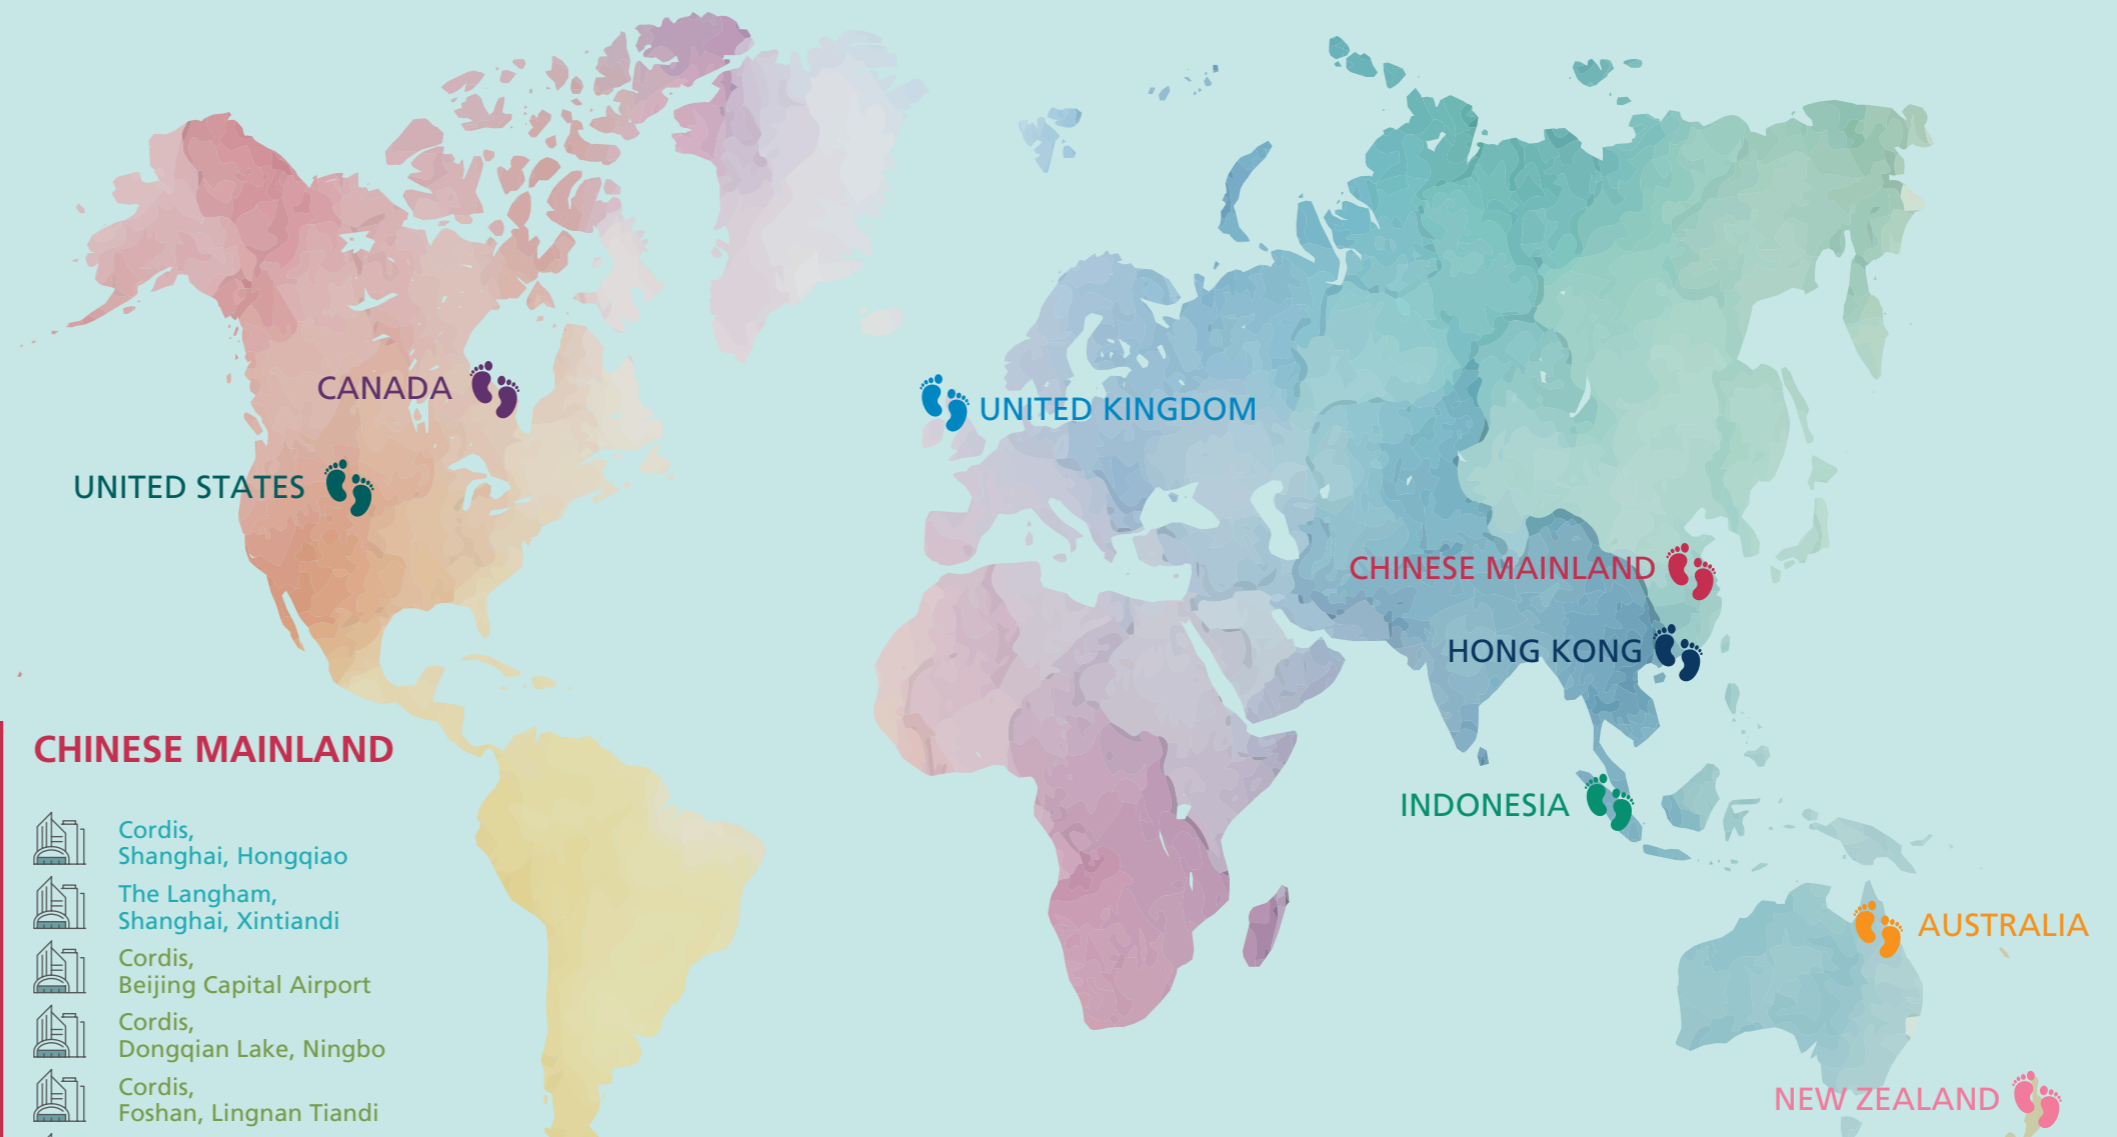 CANADA
UNITED KINGDOM
UNITED STATES
CHINESE MAINLAND
HONG KONG
INDONESIA
AUSTRALIA
NEW ZEALAND
CHINESE MAINLAND
Cordis,
Shanghai, Hongqiao
The Langham,
Shanghai, Xintiandi
Cordis,
Beijing Capital Airport
Cordis,
Dongqian Lake, Ningbo
Cordis,
Foshan, Lingnan Tiandi